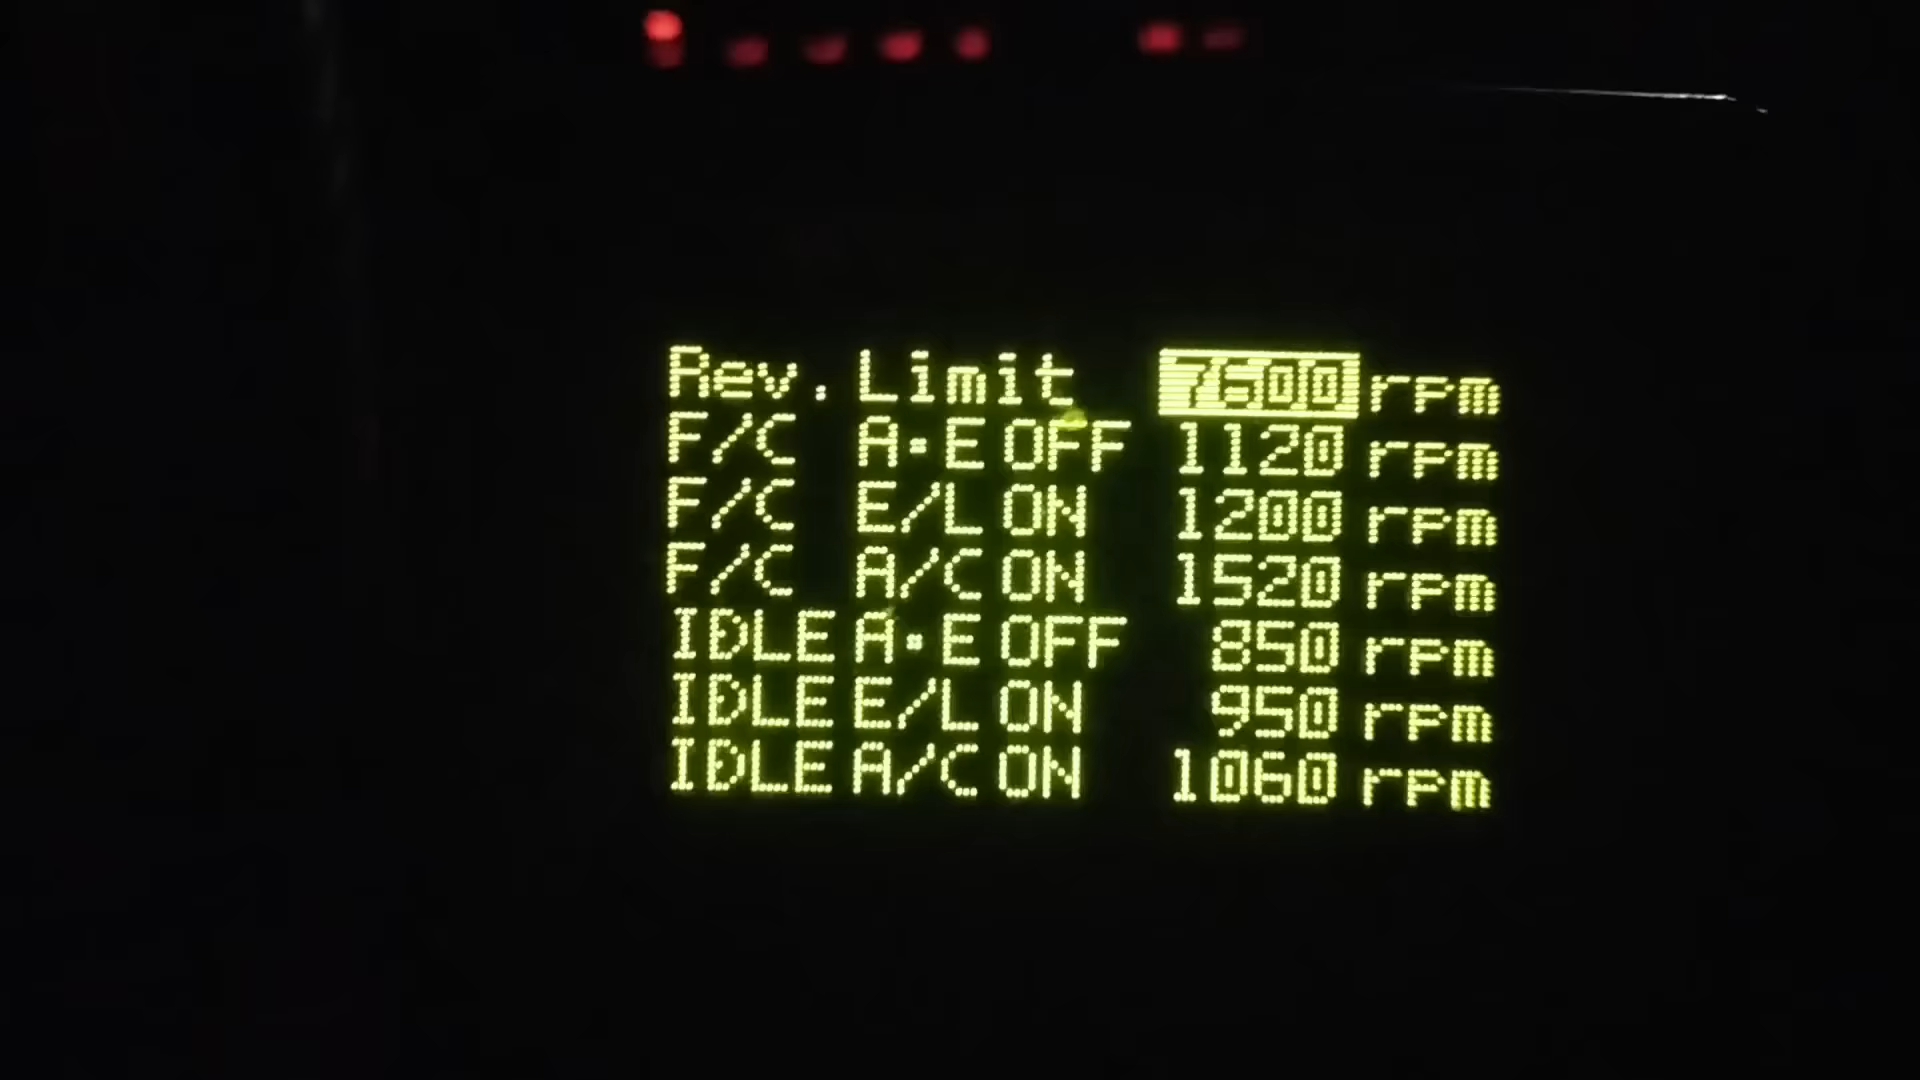 Rev. Limit 7500 rpm
F/C A･E OFF 1120 rpm
F/C E/L ON 1200 rpm
F/C A/C ON 1520 rpm
IDLE A･E OFF 850 rpm
IDLE E/L ON 950 rpm
IDLE A/C ON 1060 rpm